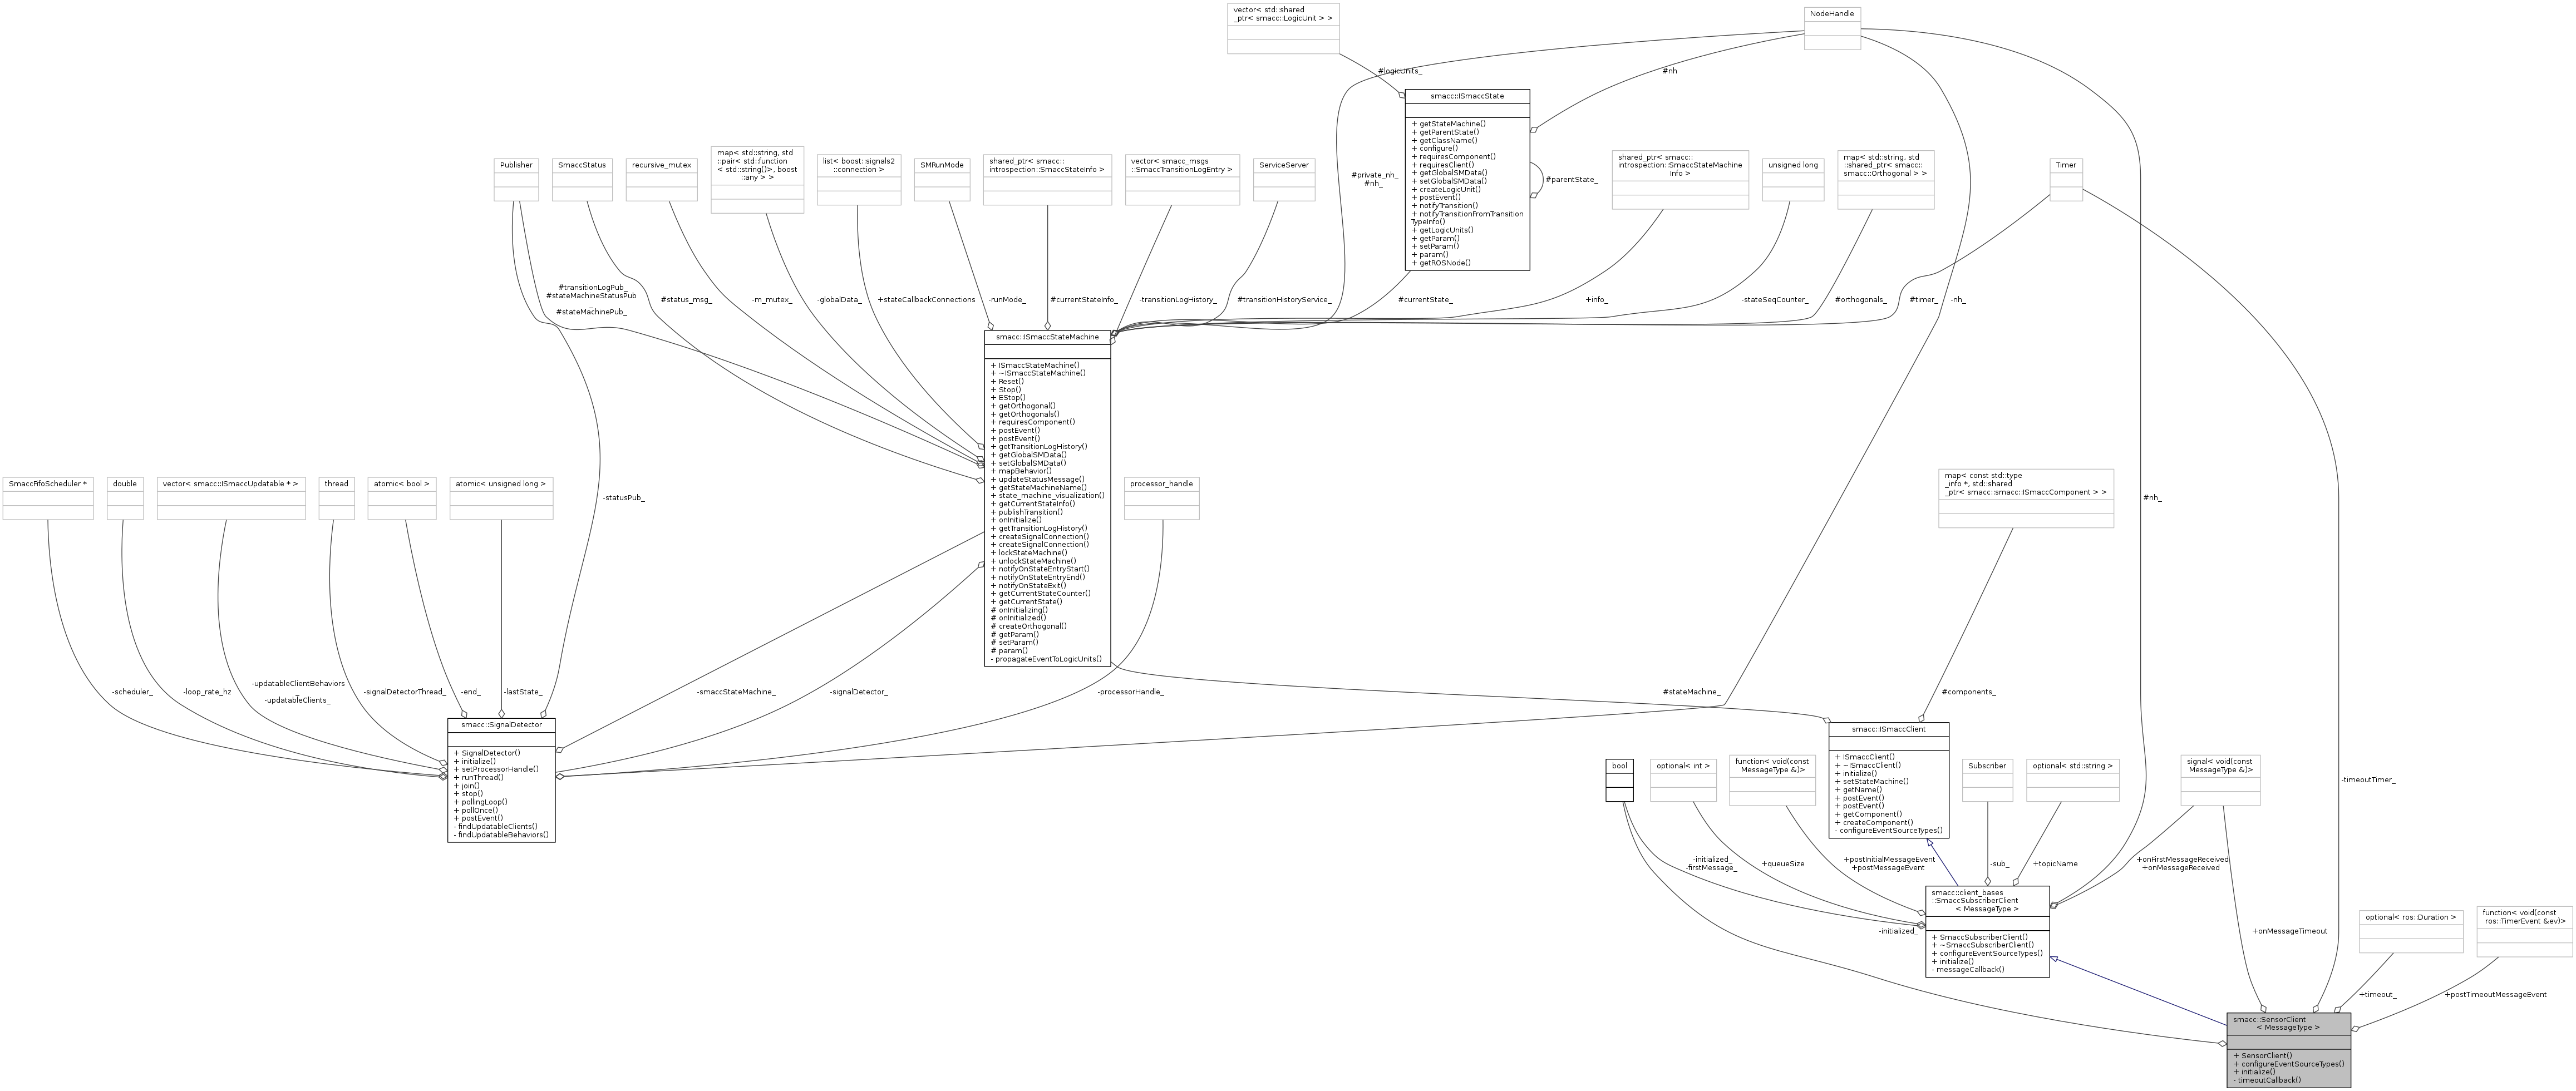 vector< std::shared
_ptr< smacc::LogicUnit > >
NodeHandle
#logicUnits_
#nh
smacc::ISmaccState
+ getStateMachine()
+ getParentState()
+ getClassName()
+ configure()
+ requiresComponent()
+ requiresClient()
+ getGlobalSMData()
+ setGlobalSMData()
+ createLogicUnit()
+ postEvent()
+ notifyTransition()
+ notifyTransitionFromTransition
TypeInfo()
+ getLogicUnits()
+ getParam()
+ setParam()
+ param()
+ getROSNode()
#parentState_
#private_nh_
#nh_
Publisher
SmaccStatus
recursive_mutex
map< std::string, std
::pair< std::function
< std::string()>, boost
::any > >
list< boost::signals2
::connection >
SMRunMode
shared_ptr< smacc::
introspection::SmaccStateInfo >
vector< smacc_msgs
::SmaccTransitionLogEntry >
ServiceServer
shared_ptr< smacc::
introspection::SmaccStateMachine
Info >
unsigned long
map< std::string, std
::shared_ptr< smacc::
smacc::Orthogonal > >
Timer
#transitionLogPub_
#stateMachineStatusPub
_
#stateMachinePub_
#status_msg_
-m_mutex_
-globalData_
+stateCallbackConnections
-runMode_
#currentStateInfo_
-transitionLogHistory_
#transitionHistoryService_
#currentState_
+info_
-stateSeqCounter_
#orthogonals_
#timer_
-nh_
smacc::ISmaccStateMachine
+ ISmaccStateMachine()
+ ~ISmaccStateMachine()
+ Reset()
+ Stop()
+ EStop()
+ getOrthogonal()
+ getOrthogonals()
+ requiresComponent()
+ postEvent()
+ postEvent()
+ getTransitionLogHistory()
+ getGlobalSMData()
+ setGlobalSMData()
+ mapBehavior()
+ updateStatusMessage()
+ getStateMachineName()
+ state_machine_visualization()
+ getCurrentStateInfo()
+ publishTransition()
+ onInitialize()
+ getTransitionLogHistory()
+ createSignalConnection()
+ createSignalConnection()
+ lockStateMachine()
+ unlockStateMachine()
+ notifyOnStateEntryStart()
+ notifyOnStateEntryEnd()
+ notifyOnStateExit()
+ getCurrentStateCounter()
+ getCurrentState()
# onInitializing()
# onInitialized()
# createOrthogonal()
# getParam()
# setParam()
# param()
- propagateEventToLogicUnits()
SmaccFifoScheduler *
double
vector< smacc::ISmaccUpdatable * >
thread
atomic< bool >
atomic< unsigned long >
-statusPub_
processor_handle
map< const std::type
_info *, std::shared
_ptr< smacc::smacc::ISmaccComponent > >
#nh_
-scheduler_
-loop_rate_hz
-updatableClientBehaviors
_
-updatableClients_
-signalDetectorThread_
-end_
-lastState_
-smaccStateMachine_
-signalDetector_
-processorHandle_
#stateMachine_
#components_
smacc::SignalDetector
+ SignalDetector()
+ initialize()
+ setProcessorHandle()
+ runThread()
+ join()
+ stop()
+ pollingLoop()
+ pollOnce()
+ postEvent()
- findUpdatableClients()
- findUpdatableBehaviors()
smacc::ISmaccClient
+ ISmaccClient()
+ ~ISmaccClient()
+ initialize()
+ setStateMachine()
+ getName()
+ postEvent()
+ postEvent()
+ getComponent()
+ createComponent()
- configureEventSourceTypes()
bool
optional< int >
function< void(const
MessageType &)>
Subscriber
optional< std::string >
signal< void(const
MessageType &)>
-timeoutTimer_
-initialized_
-firstMessage_
+queueSize
+postInitialMessageEvent
+postMessageEvent
-sub_
+topicName
+onFirstMessageReceived
+onMessageReceived
smacc::client_bases
::SmaccSubscriberClient
< MessageType >
+ SmaccSubscriberClient()
+ ~SmaccSubscriberClient()
+ configureEventSourceTypes()
+ initialize()
- messageCallback()
-initialized_
+onMessageTimeout
optional< ros::Duration >
function< void(const
ros::TimerEvent &ev)>
+timeout_
+postTimeoutMessageEvent
smacc::SensorClient
< MessageType >
+ SensorClient()
+ configureEventSourceTypes()
+ initialize()
- timeoutCallback()